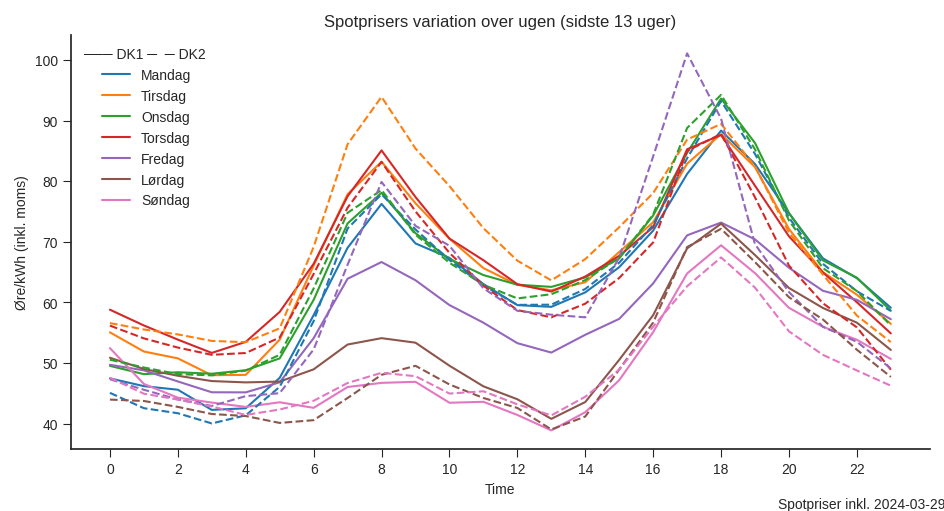 Spotprisers variation over ugen (sidste 13 uger)
DK1 DK2
Mandag
Tirsdag
Onsdag
Torsdag
Fredag
Lørdag
Søndag
Øre/kWh (inkl. moms)
100
90
80
70
60
50
40
0 2 4 6 8 10 12 14 16 18 20 22
Time
Spotpriser inkl. 2024-03-29